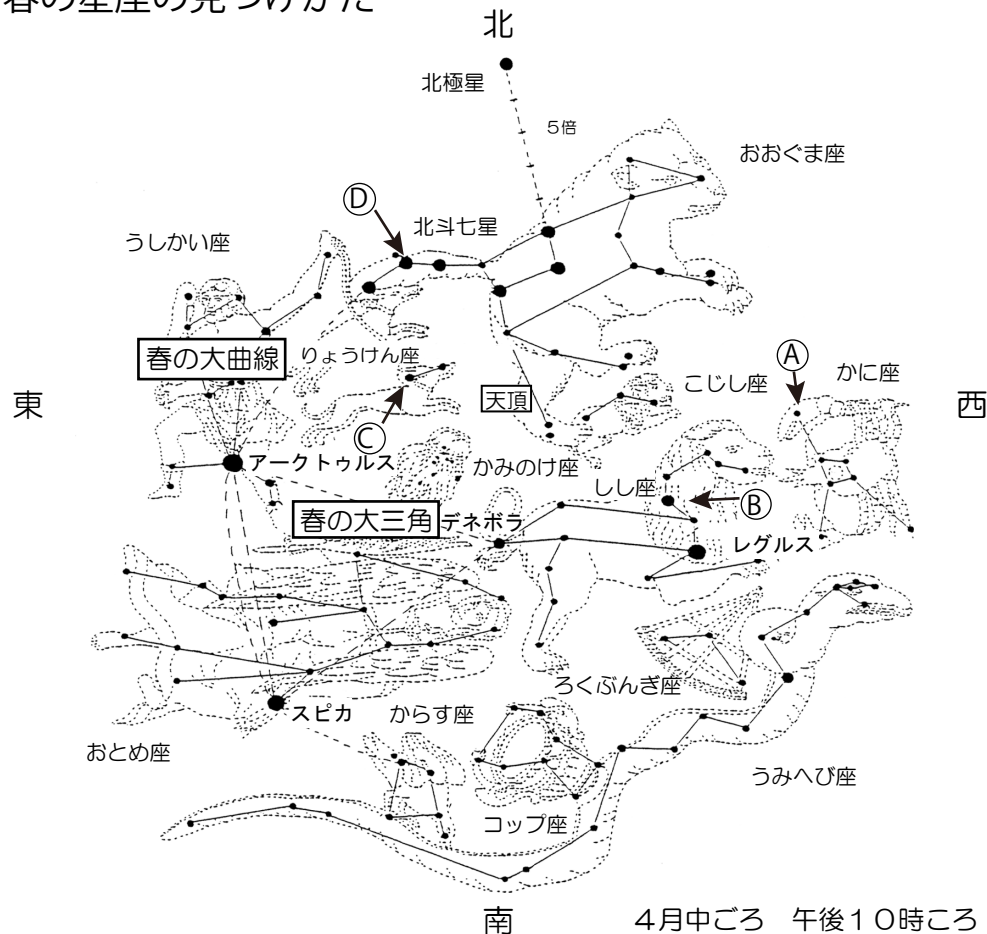 春の星座の見つけかた
北
北極星
5倍
おおぐま座
Ⓓ
北斗七星
うしかい座
春の大曲線
りょうけん座
Ⓐ
こじし座
かに座
天頂
東
西
Ⓒ
アークトゥルス
かみのけ座
しし座
Ⓑ
春の大三角
デネボラ
レグルス
ろくぶんぎ座
スピカ
からす座
おとめ座
うみへび座
コップ座
南
4月中ごろ 午後10時ころ